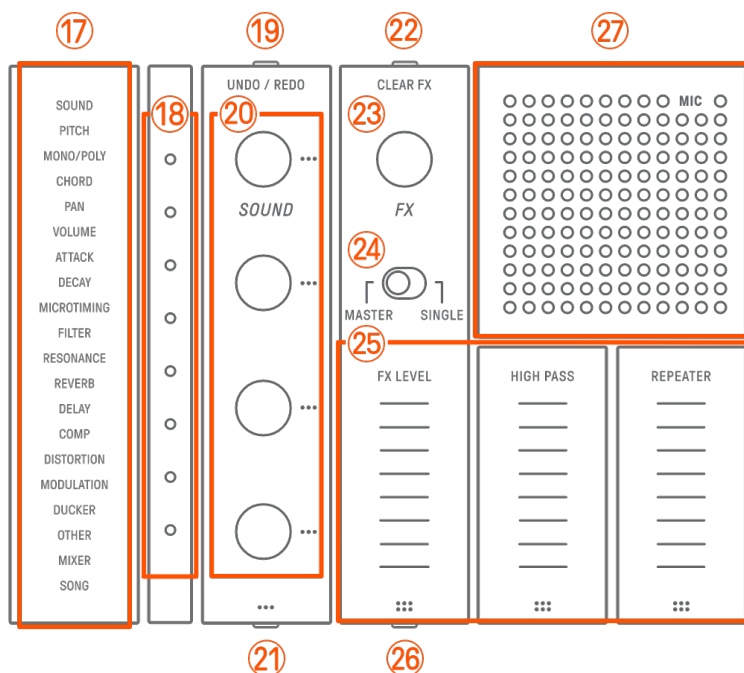 17
19
22
27
UNDO / REDO
CLEAR FX
18
20
23
SOUND
PITCH
MONO/POLY
CHORD
PAN
VOLUME
ATTACK
DECAY
MICROTIMING
FILTER
RESONANCE
REVERB
DELAY
COMP
DISTORTION
MODULATION
DUCKER
OTHER
MIXER
SONG
SOUND
FX
MIC
24
MASTER
SINGLE
25
FX LEVEL
HIGH PASS
REPEATER
21
26